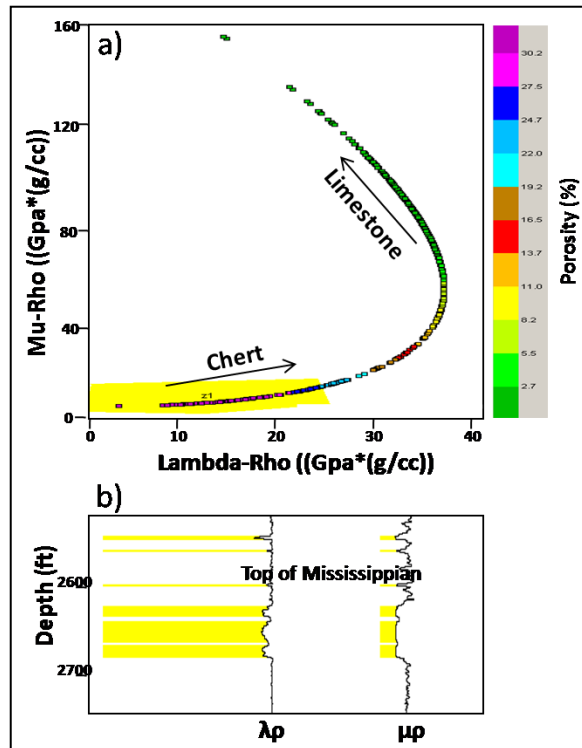 a)
160
120
80
40
0
Mu-Rho ((Gpa*(g/cc))
Limestone
Chert
z1
0 10 20 30 40
Lambda-Rho ((Gpa*(g/cc))
30.2
27.5
24.7
22.0
19.2
16.5
13.7
11.0
8.2
5.5
2.7
Porosity (%)
b)
Depth (ft)
2600
2700
Top of Mississippian
λρ μρ